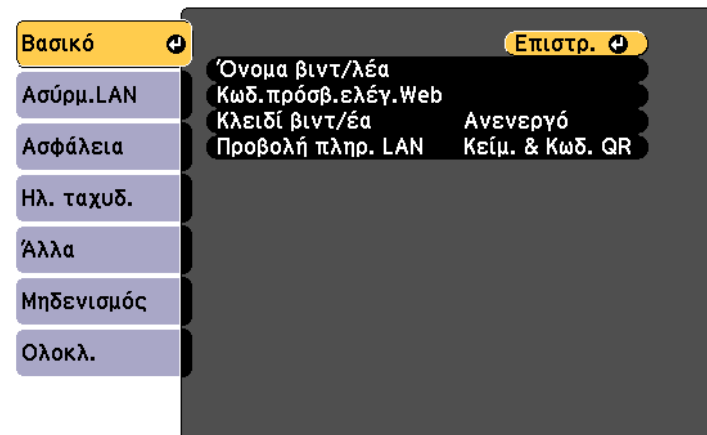 Βασικό
Ασύρμ.LAN
Ασφάλεια
Ηλ. ταχυδ.
Άλλα
Μηδενισμός
Ολοκλ.
Επιστρ.
Όνομα βιντ/λέα
Κωδ.πρόσβ.ελέγ.Web
Κλειδί βιντ/έα Ανενεργό
Προβολή πληρ. LAN Κείμ. & Κωδ. QR